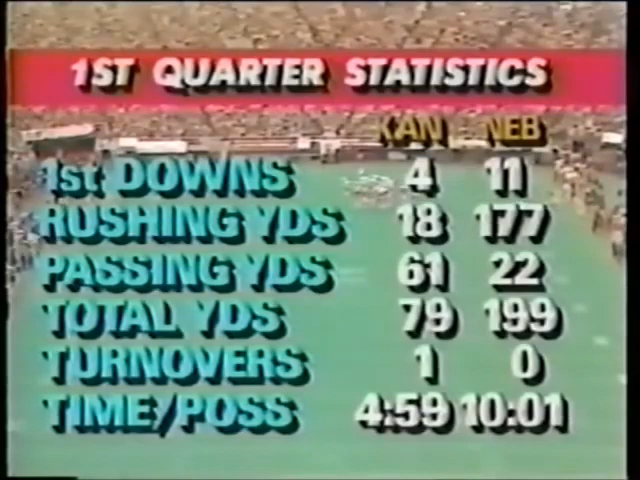 1ST QUARTER STATISTICS
KAN NEB
1st DOWNS 4 11
RUSHING YDS 18 177
PASSING YDS 61 22
TOTAL YDS 79 199
TURNOVERS 1 0
TIME/POSS 4:59 10:01